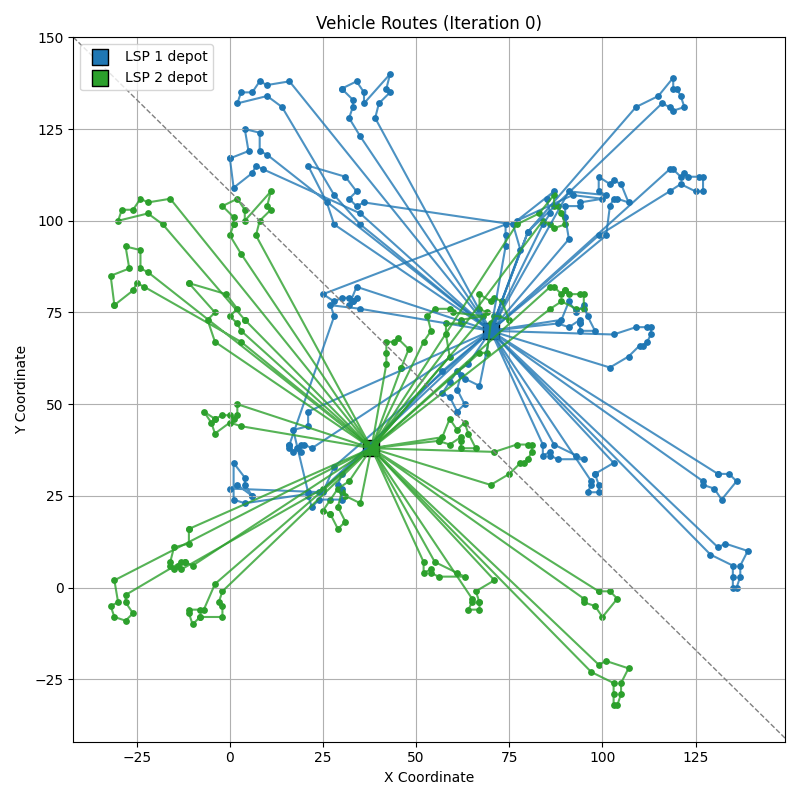 Vehicle Routes (Iteration 0)
LSP 1 depot
LSP 2 depot
150
125
100
75
50
25
0
−25
Y Coordinate
−25 0 25 50 75 100 125
X Coordinate